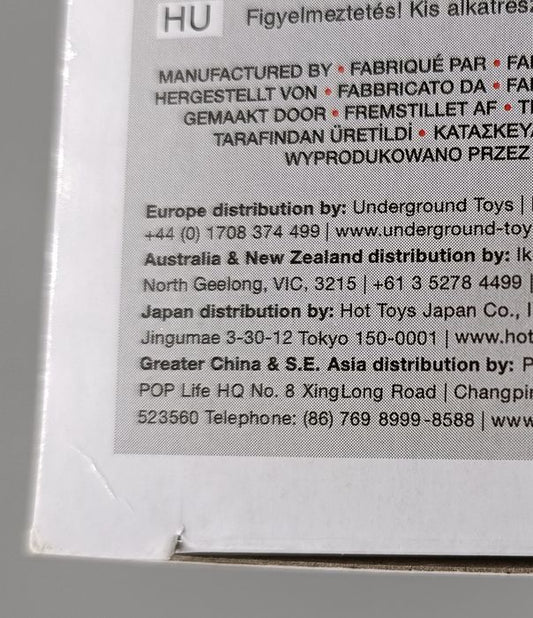 HU Figyelmeztetés! Kis alkatrész
MANUFACTURED BY • FABRIQUÉ PAR •
HERGESTELLT VON • FABBRICATO DA •
GEMAAKT DOOR • FREMSTILLET AF •
TARAFINDAN ÜRETİLDİ •
WYPRODUKOWANO PRZEZ
Europe distribution by: Underground Toys |
+44 (0) 1708 374 499 | www.underground-toy
Australia & New Zealand distribution by:
North Geelong, VIC, 3215 | +61 3 5278 4499 |
Japan distribution by: Hot Toys Japan Co.,
Jingumae 3-30-12 Tokyo 150-0001 | www.hot
Greater China & S.E. Asia distribution by:
POP Life HQ No. 8 XingLong Road |
523560 Telephone: (86) 769 8999-8588 | www